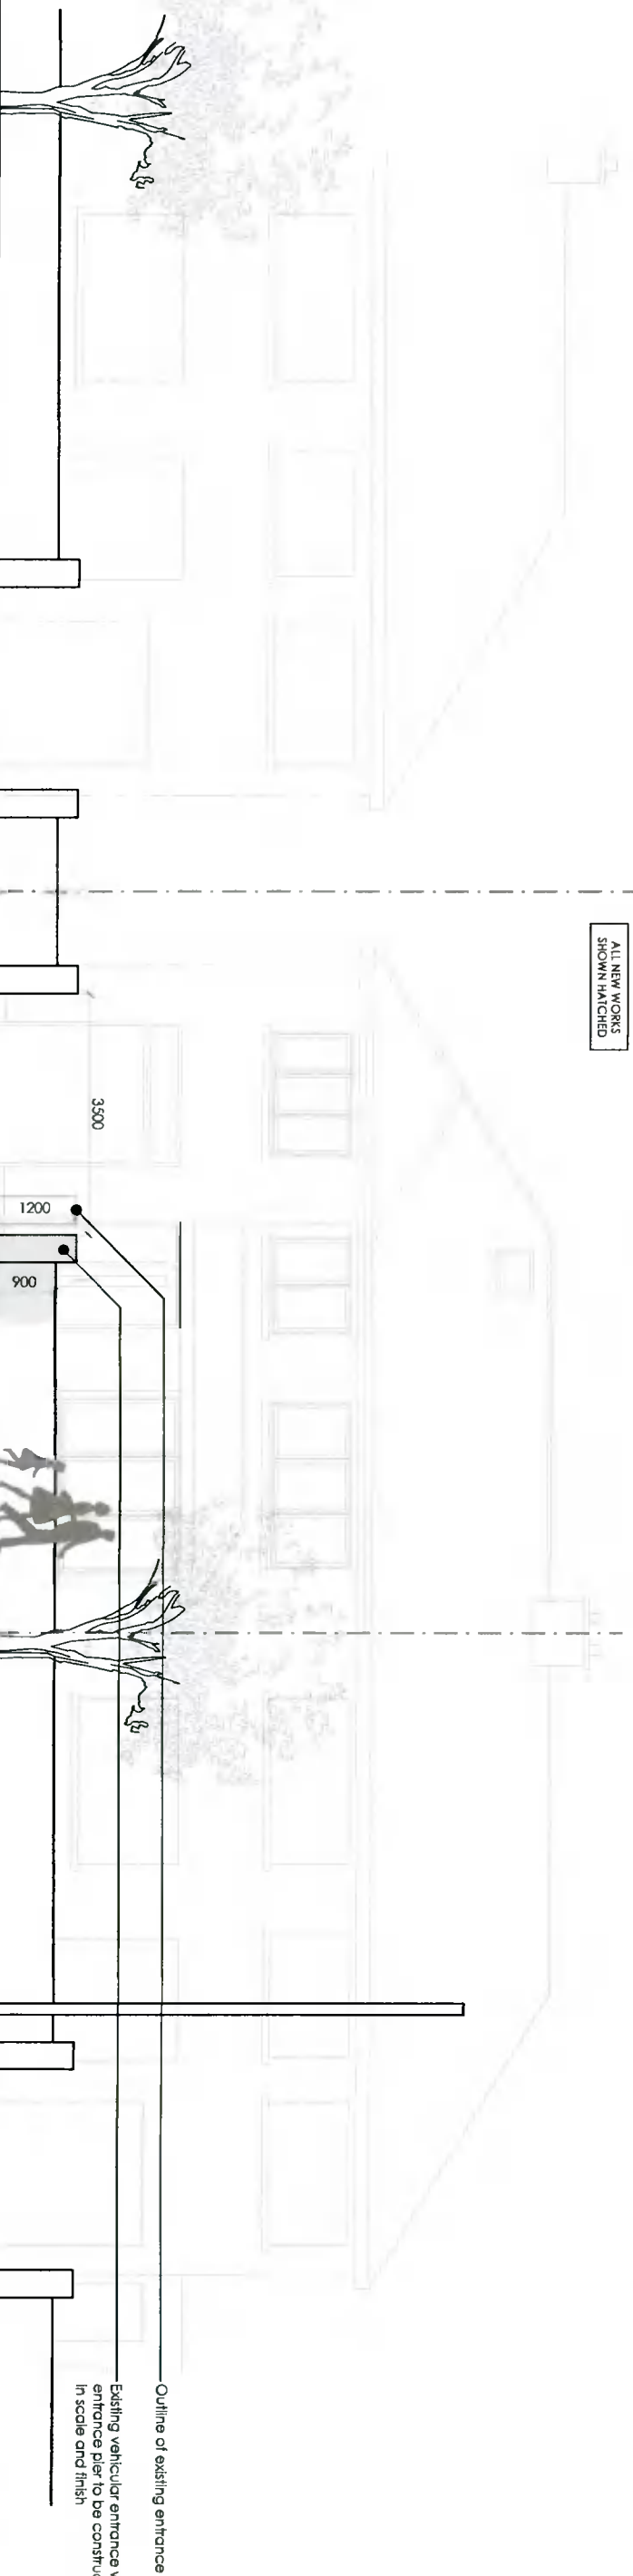 ALL NEW WORKS
SHOWN HATCHED
3500
1200
900
Outline of existing entrance
Existing vehicular entrance
entrance pier to be
in scale and finish